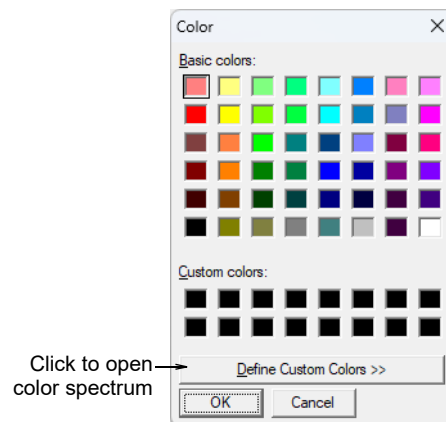 Color
Basic colors:
Custom colors:
Click to open
color spectrum
Define Custom Colors >>
OK
Cancel